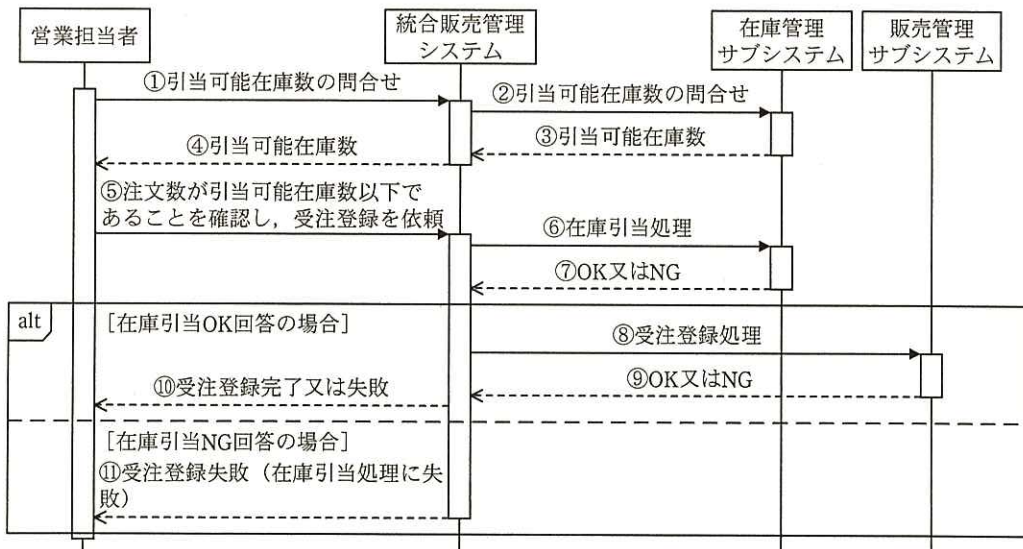 営業担当者
統合販売管理
システム
在庫管理
サブシステム
販売管理
サブシステム
①引当可能在庫数の問合せ
②引当可能在庫数の問合せ
③引当可能在庫数
④引当可能在庫数
⑤注文数が引当可能在庫数以下で
あることを確認し，受注登録を依頼
⑥在庫引当処理
⑦OK又はNG
alt
［在庫引当OK回答の場合］
⑧受注登録処理
⑨OK又はNG
⑩受注登録完了又は失敗
［在庫引当NG回答の場合］
⑪受注登録失敗（在庫引当処理に失
敗）